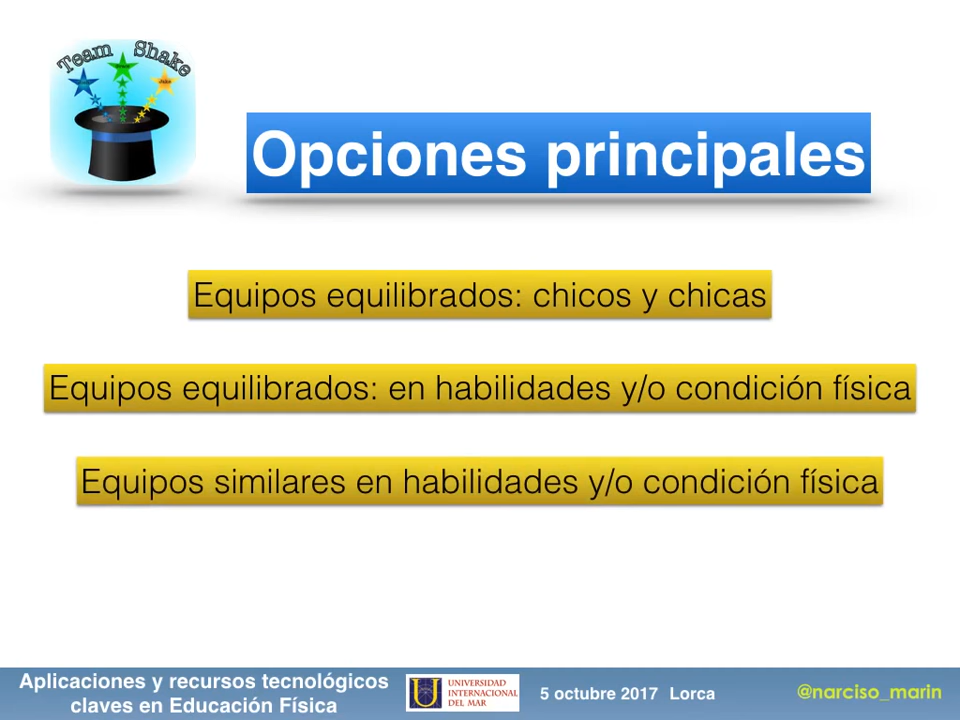 Team Shake
Opciones principales
Equipos equilibrados: chicos y chicas
Equipos equilibrados: en habilidades y/o condición física
Equipos similares en habilidades y/o condición física
Aplicaciones y recursos tecnológicos
claves en Educación Física
UNIVERSIDAD
INTERNACIONAL
DEL MAR
5 octubre 2017 Lorca
@narciso_marin